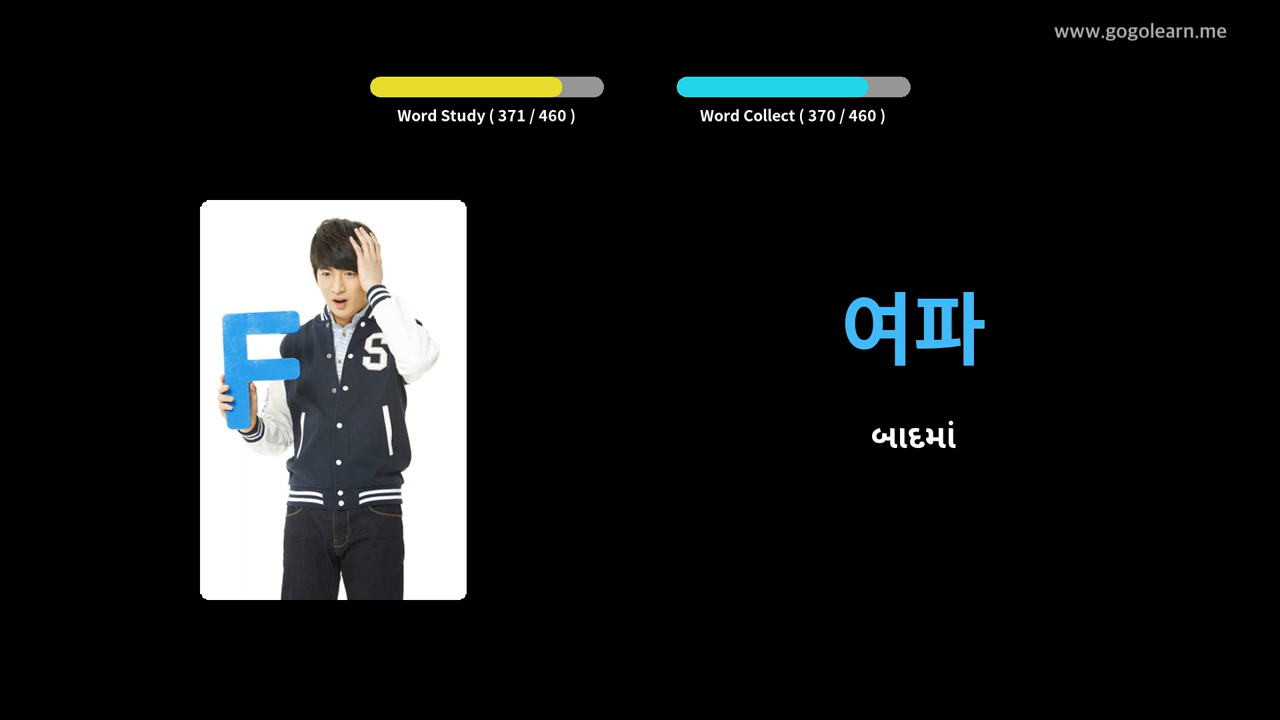 www.gogolearn.me
Word Study ( 371 / 460 )
Word Collect ( 370 / 460 )
F
S
여파
બાદમાં